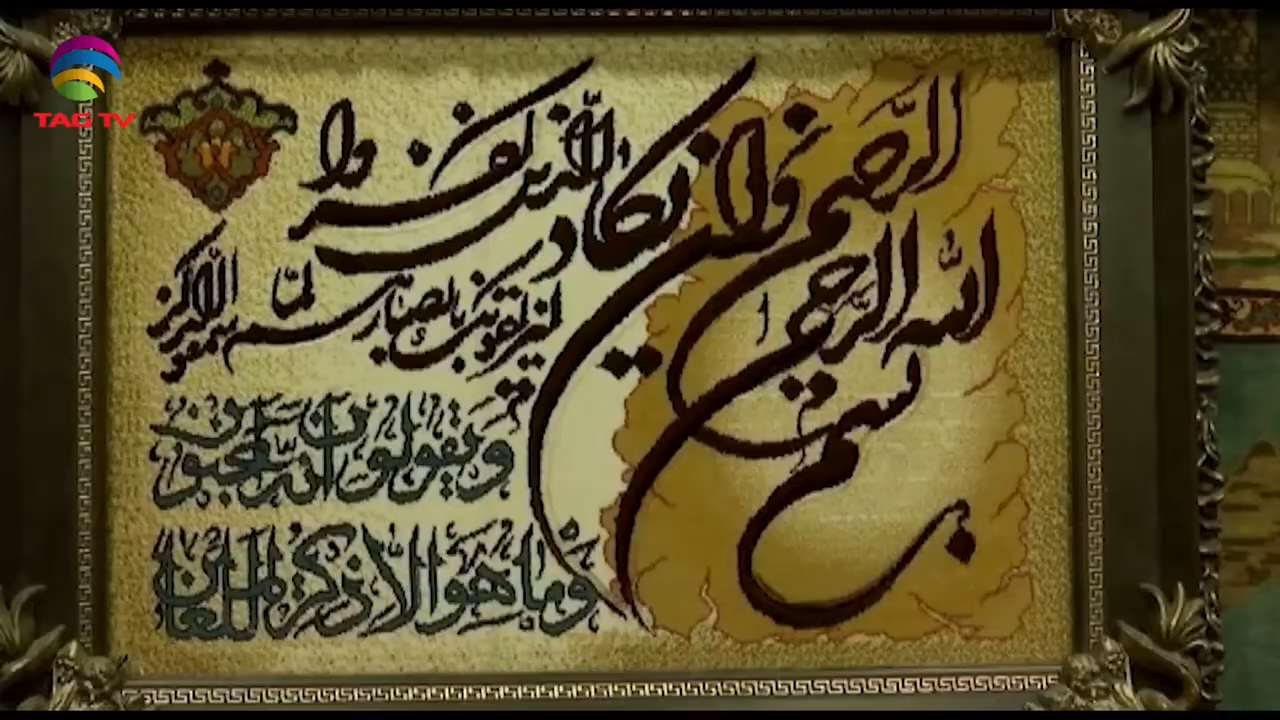 TAG TV
بسم
الله الرحمن
الرحيم
وان يكاد الذين كفروا
ليزلقونك بابصارهم لما سمعوا الذكر
ويقولون انه لمجنون
وما هو الا ذكر للعالمين